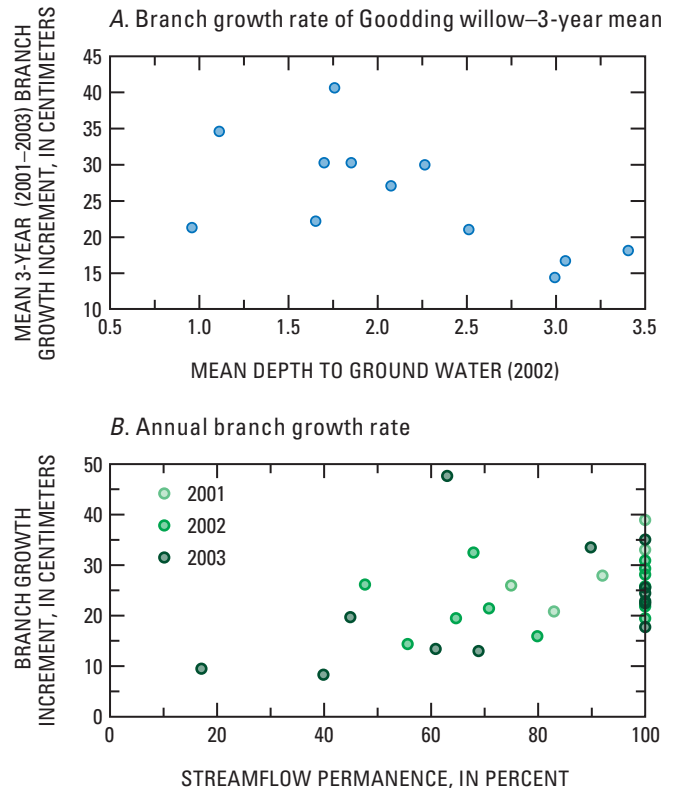 A. Branch growth rate of Goodding willow–3-year mean
MEAN 3-YEAR (2001–2003) BRANCH
GROWTH INCREMENT, IN CENTIMETERS
45
40
35
30
25
20
15
10
0.5 1.0 1.5 2.0 2.5 3.0 3.5
MEAN DEPTH TO GROUND WATER (2002)
B. Annual branch growth rate
BRANCH GROWTH
INCREMENT, IN CENTIMETERS
50
40
30
20
10
0
2001
2002
2003
0 20 40 60 80 100
STREAMFLOW PERMANENCE, IN PERCENT